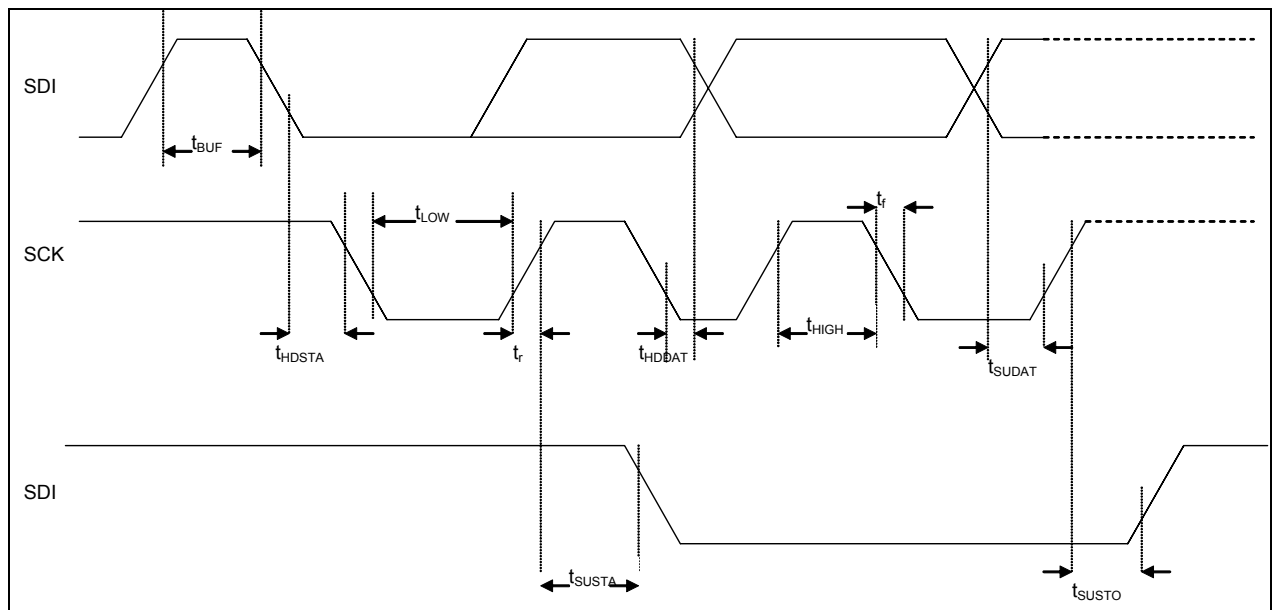 SDI
tBUF
tLOW
tf
SCK
tHDSTA
tr
tHDDAT
tHIGH
tSUDAT
SDI
tSUSTA
tSUSTO